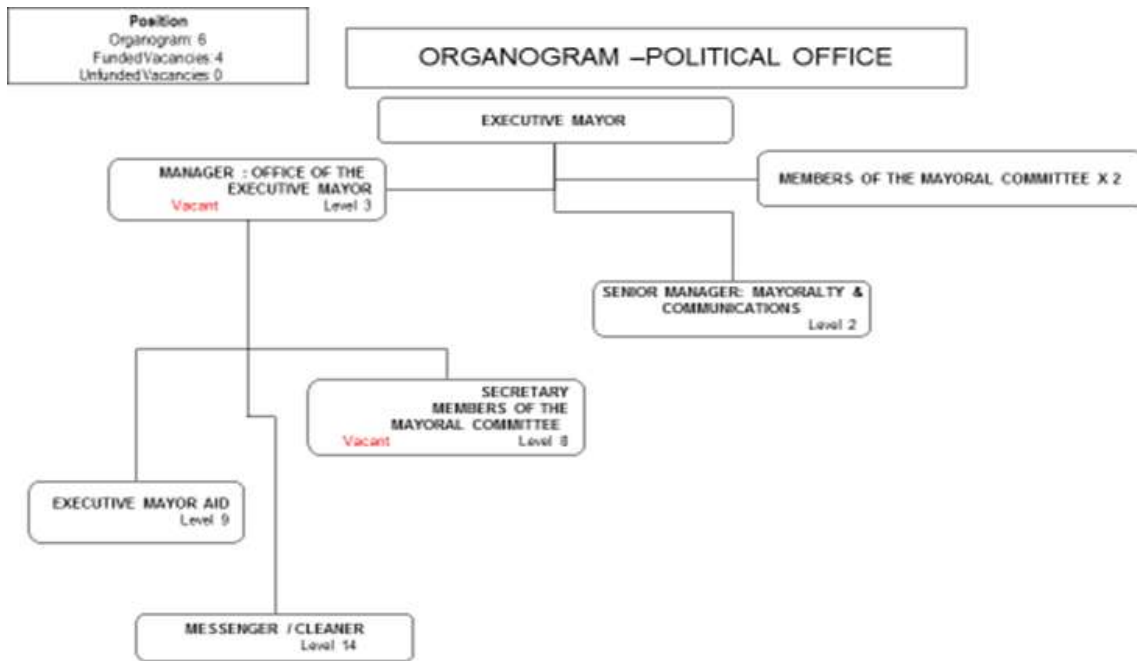 Position
Organogram: 6
Funded Vacancies: 4
Unfunded Vacancies: 0
ORGANOGRAM –POLITICAL OFFICE
EXECUTIVE MAYOR
MANAGER : OFFICE OF THE
EXECUTIVE MAYOR
Vacant Level 3
MEMBERS OF THE MAYORAL COMMITTEE X 2
SENIOR MANAGER: MAYORALTY &
COMMUNICATIONS
Level 2
SECRETARY
MEMBERS OF THE
MAYORAL COMMITTEE
Vacant Level 8
EXECUTIVE MAYOR AID
Level 9
MESSENGER / CLEANER
Level 14